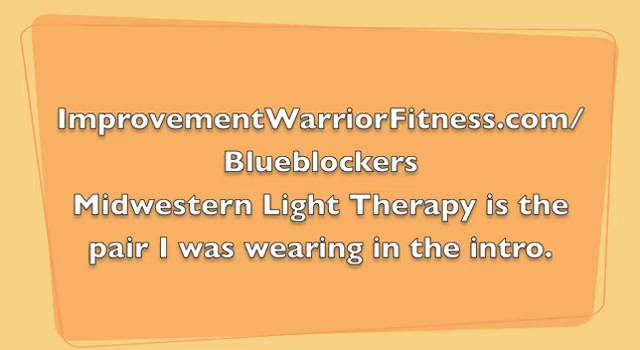 ImprovementWarriorFitness.com/
Blueblockers
Midwestern Light Therapy is the
pair I was wearing in the intro.